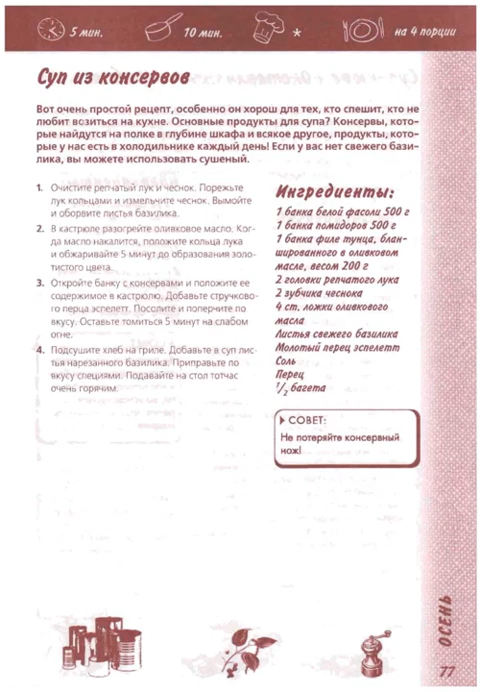 5 мин.
10 мин.
*
на 4 порции
Суп из консервов
Вот очень простой рецепт, особенно он хорош для тех, кто спешит, кто не
любит возиться на кухне. Основные продукты для супа? Консервы, кото-
рые найдутся на полке в глубине шкафа и всякое другое, продукты, кото-
рые у нас есть в холодильнике каждый день! Если у вас нет свежего бази-
лика, вы можете использовать сушеный.
1. Очистите репчатый лук и чеснок. Порежьте
лук кольцами и измельчите чеснок. Вымойте
и оборвите листья базилика.
2. В кастрюле разогрейте оливковое масло. Ког-
да масло накалится, положите кольца лука
и обжаривайте 5 минут до образования золо-
тистого цвета.
3. Откройте банку с консервами и положите ее
содержимое в кастрюлю. Добавьте стручково-
го перца эспелетт. Посолите и поперчите по
вкусу. Оставьте томиться 5 минут на слабом
огне.
4. Подсушите хлеб на гриле. Добавьте в суп лис-
тья нарезанного базилика. Приправьте по
вкусу специями. Подавайте на стол тотчас
очень горячим.
Ингредиенты:
1 банка белой фасоли 500 г
1 банка помидоров 500 г
1 банка филе тунца, блан-
шированного в оливковом
масле, весом 200 г
2 головки репчатого лука
2 зубчика чеснока
4 ст. ложки оливкового
масла
Листья свежего базилика
Молотый перец эспелетт
Соль
Перец
1/2 багета
СОВЕТ:
Не потеряйте консервный
нож!
ОСЕНЬ
77